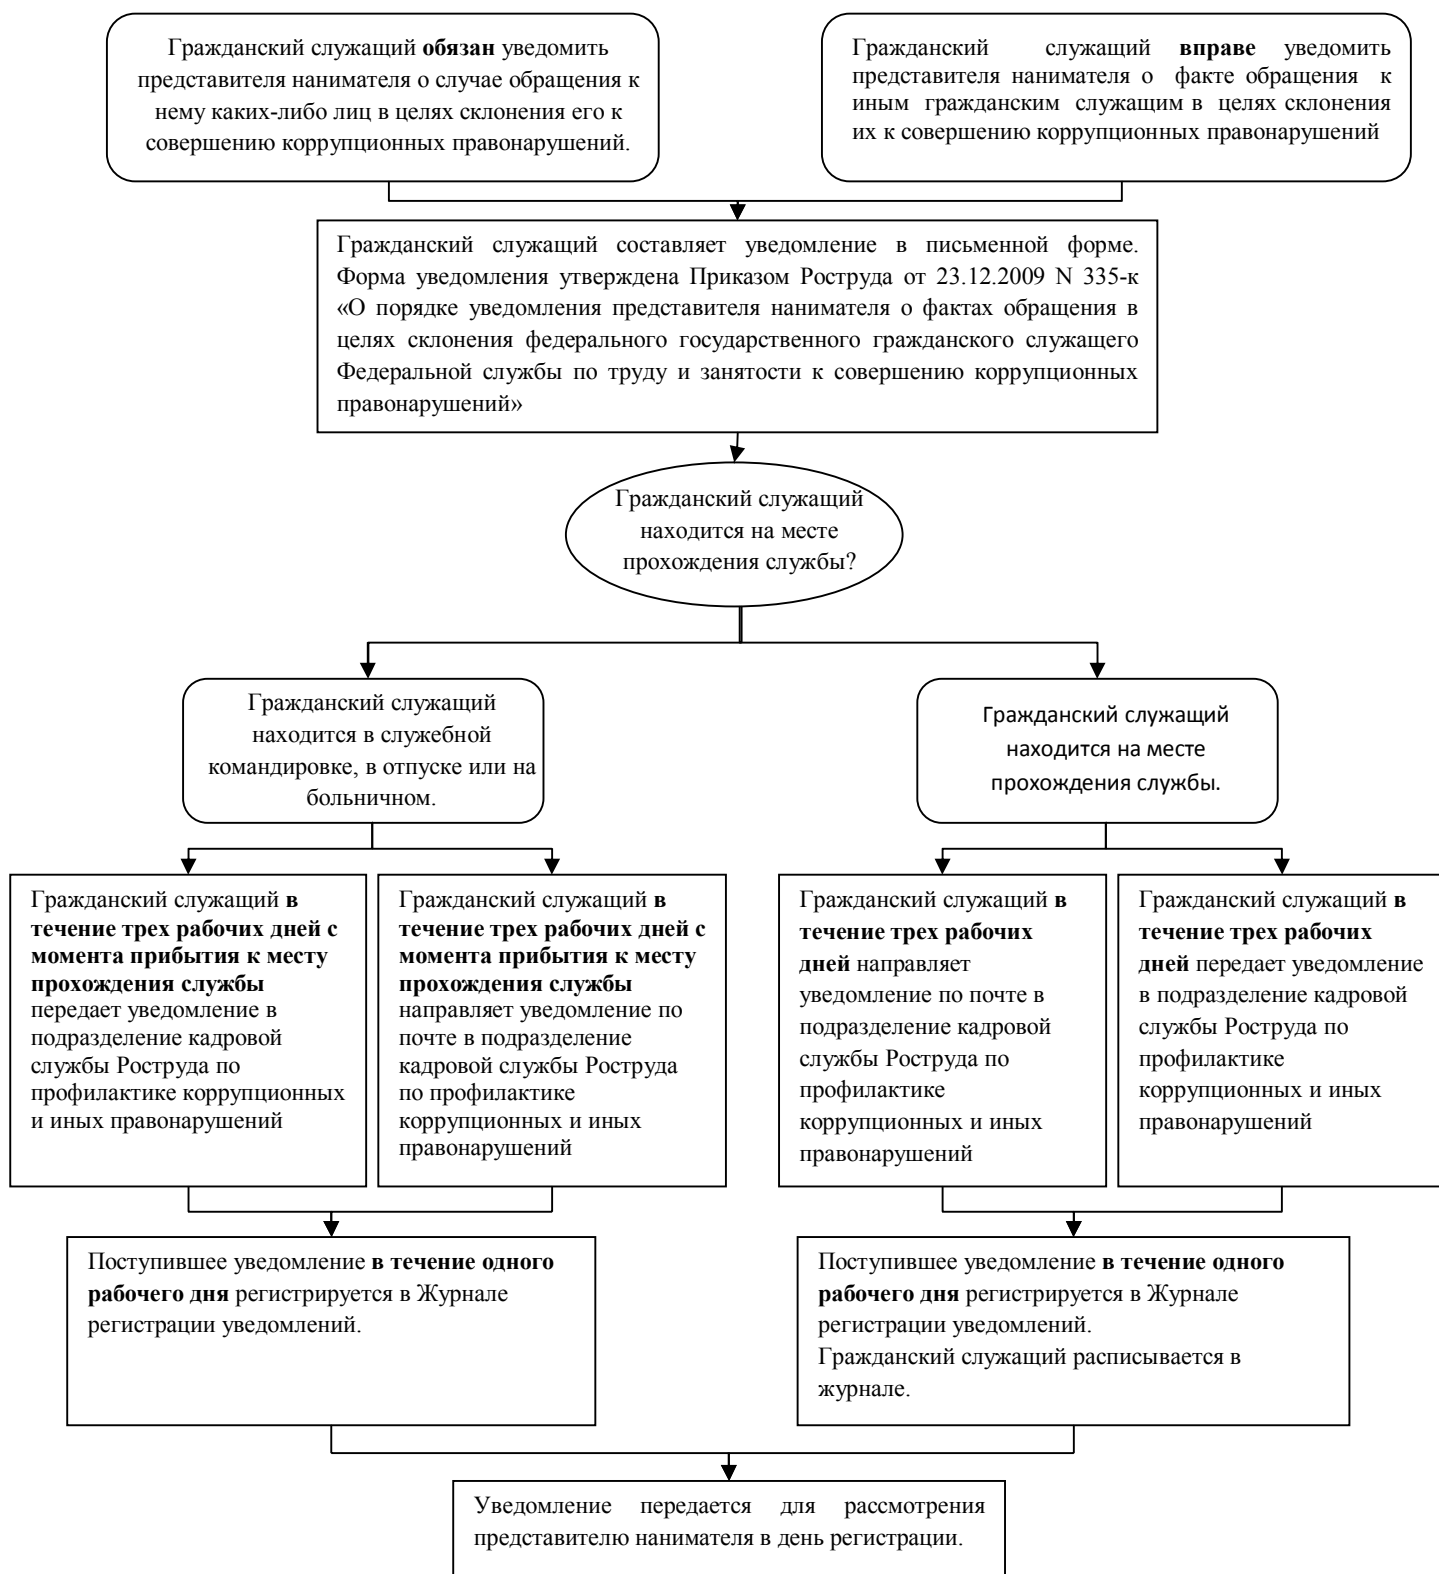 Гражданский служащий обязан уведомить
представителя нанимателя о случае обращения к
нему каких-либо лиц в целях склонения его к
совершению коррупционных правонарушений.
Гражданский служащий вправе уведомить
представителя нанимателя о факте обращения к
иным гражданским служащим в целях склонения
их к совершению коррупционных правонарушений
Гражданский служащий составляет уведомление в письменной форме.
Форма уведомления утверждена Приказом Роструда от 23.12.2009 N 335-к
«О порядке уведомления представителя нанимателя о фактах обращения в
целях склонения федерального государственного гражданского служащего
Федеральной службы по труду и занятости к совершению коррупционных
правонарушений»
Гражданский служащий
находится на месте
прохождения службы?
Гражданский служащий
находится в служебной
командировке, в отпуске или на
больничном.
Гражданский служащий
находится на месте
прохождения службы.
Гражданский служащий в
течение трех рабочих дней с
момента прибытия к месту
прохождения службы
передает уведомление в
подразделение кадровой
службы Роструда по
профилактике коррупционных
и иных правонарушений
Гражданский служащий в
течение трех рабочих дней с
момента прибытия к месту
прохождения службы
направляет уведомление по
почте в подразделение
кадровой службы Роструда
по профилактике
коррупционных и иных
правонарушений
Гражданский служащий в
течение трех рабочих
дней направляет
уведомление по почте в
подразделение кадровой
службы Роструда по
профилактике
коррупционных и иных
правонарушений
Гражданский служащий в
течение трех рабочих
дней передает уведомление
в подразделение кадровой
службы Роструда по
профилактике
коррупционных и иных
правонарушений
Поступившее уведомление в течение одного
рабочего дня регистрируется в Журнале
регистрации уведомлений.
Поступившее уведомление в течение одного
рабочего дня регистрируется в Журнале
регистрации уведомлений.
Гражданский служащий расписывается в
журнале.
Уведомление передается для рассмотрения
представителю нанимателя в день регистрации.